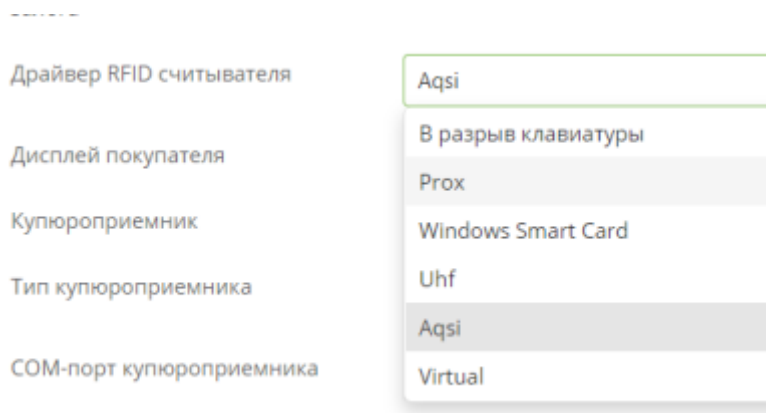 Драйвер RFID считывателя
Aqsi
В разрыв клавиатуры
Дисплей покупателя
Prox
Купюроприемник
Windows Smart Card
Uhf
Тип купюроприемника
Aqsi
COM-порт купюроприемника
Virtual